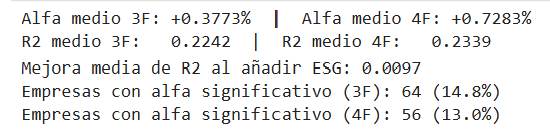 Alfa medio 3F: +0.3773%  |  Alfa medio 4F: +0.7283%
R2 medio 3F:   0.2242  |  R2 medio 4F:   0.2339
Mejora media de R2 al añadir ESG: 0.0097
Empresas con alfa significativo (3F): 64 (14.8%)
Empresas con alfa significativo (4F): 56 (13.0%)